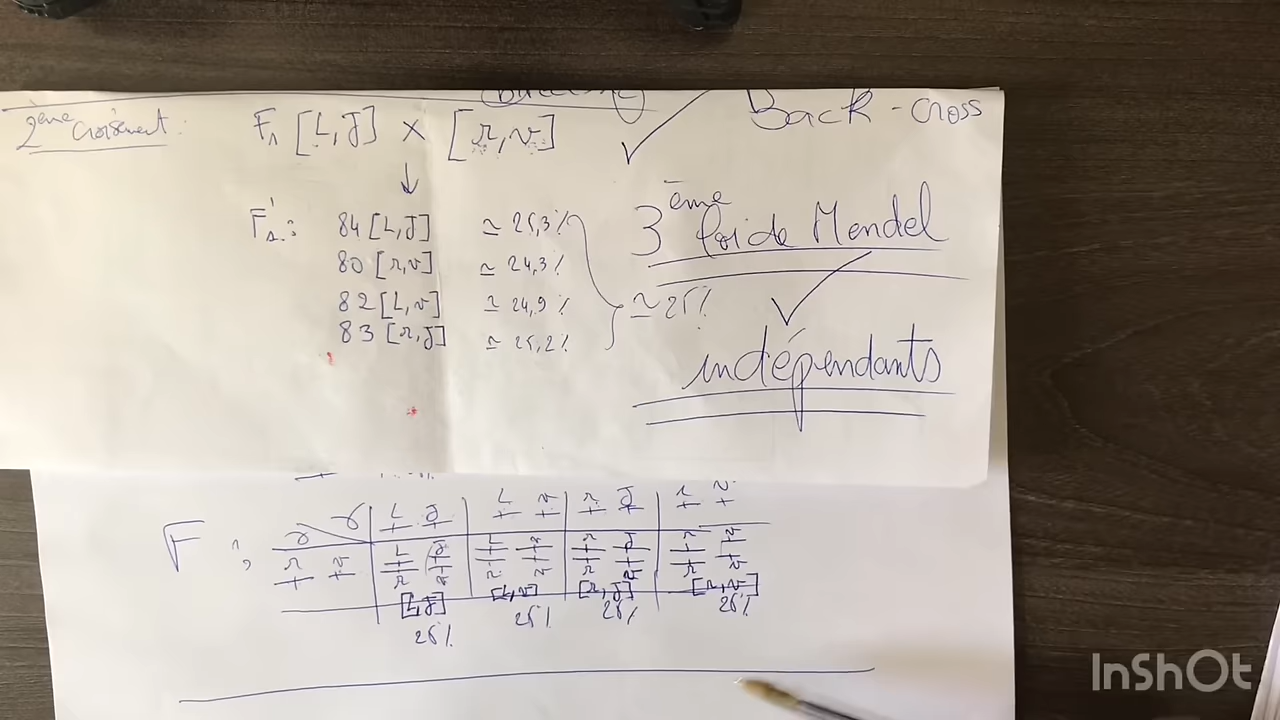 Back-cross
2ème Croisement: F1 [L,J] × [r,v]
↓
F'2: 84 [L,J] ≃ 25,3%
80 [r,v] ≃ 24,3%
82 [L,v] ≃ 24,9%
83 [r,J] ≃ 25,2%
≃ 25%
3ème loi de Mendel
indépendants
F : γ γ L J L v r J r v
r v L J L v r J r v
r v r v r v r v
[L,J] [L,v] [r,J] [r,v]
25% 25% 25% 25%
InShOt